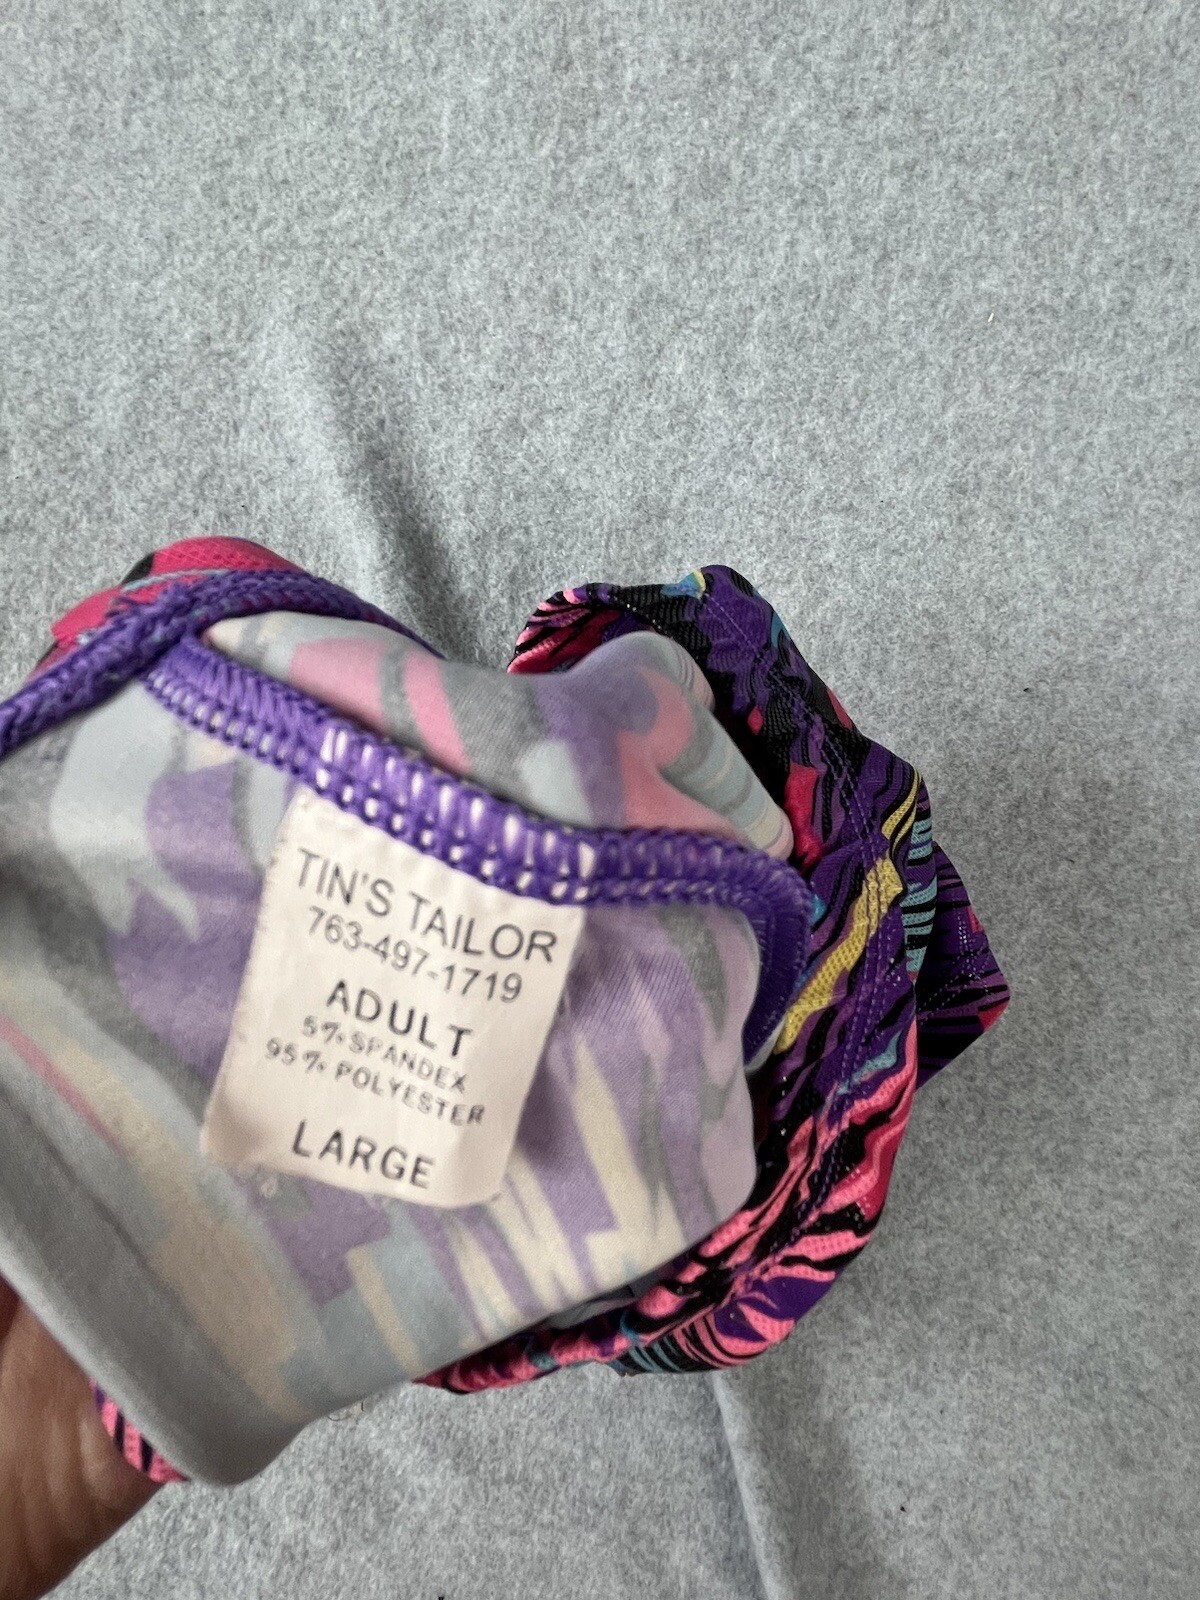 TIN'S TAILOR
763-497-1719
ADULT
5% SPANDEX
95% POLYESTER
LARGE